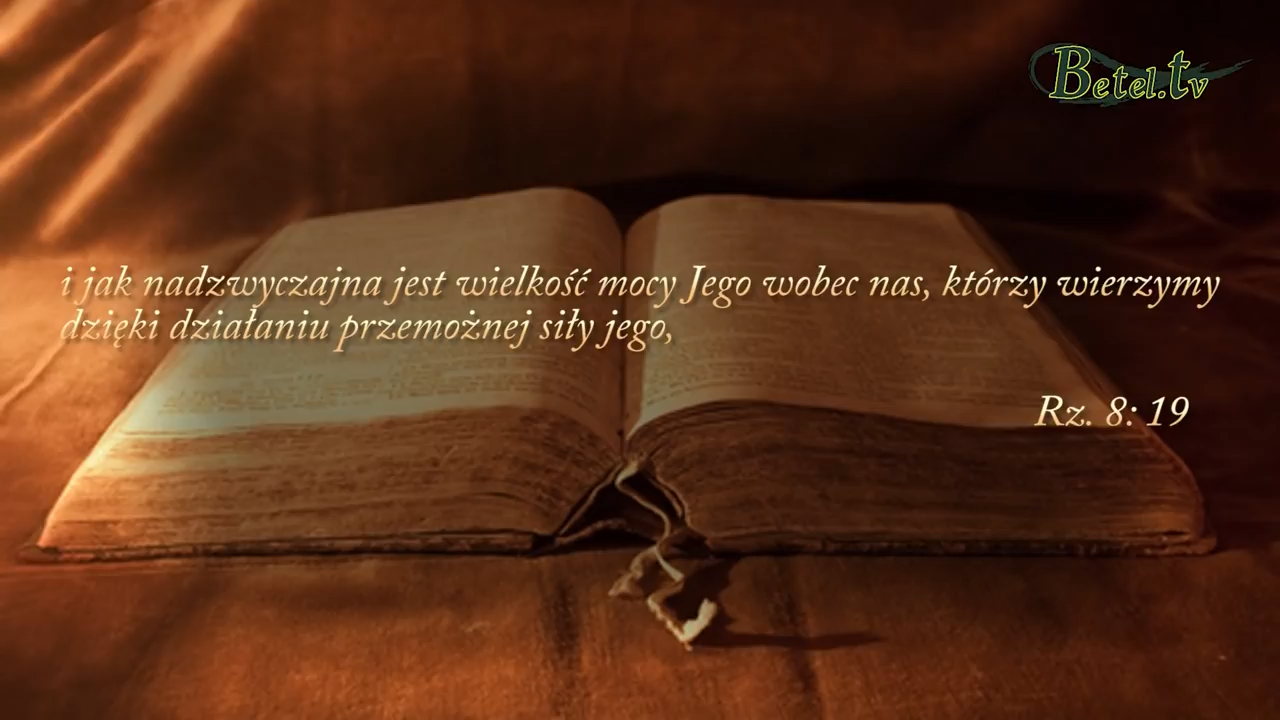 Betel.tv
i jak nadzwyczajna jest wielkość mocy Jego wobec nas, którzy wierzymy
dzięki działaniu przemożnej siły jego,
Rz. 8: 19